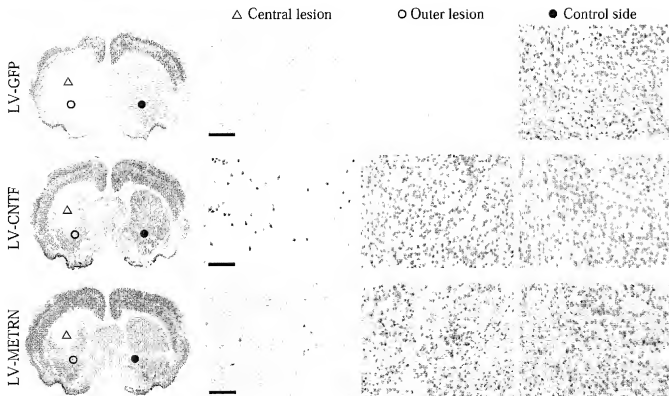 △ Central lesion
○ Outer lesion
● Control side
LV-GFP
LV-CNTF
LV-METRN